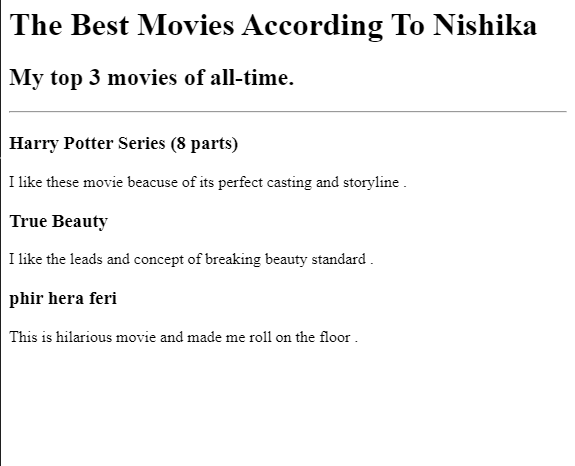 The Best Movies According To Nishika
My top 3 movies of all-time.
Harry Potter Series (8 parts)
I like these movie beacuse of its perfect casting and storyline .
True Beauty
I like the leads and concept of breaking beauty standard .
phir hera feri
This is hilarious movie and made me roll on the floor .